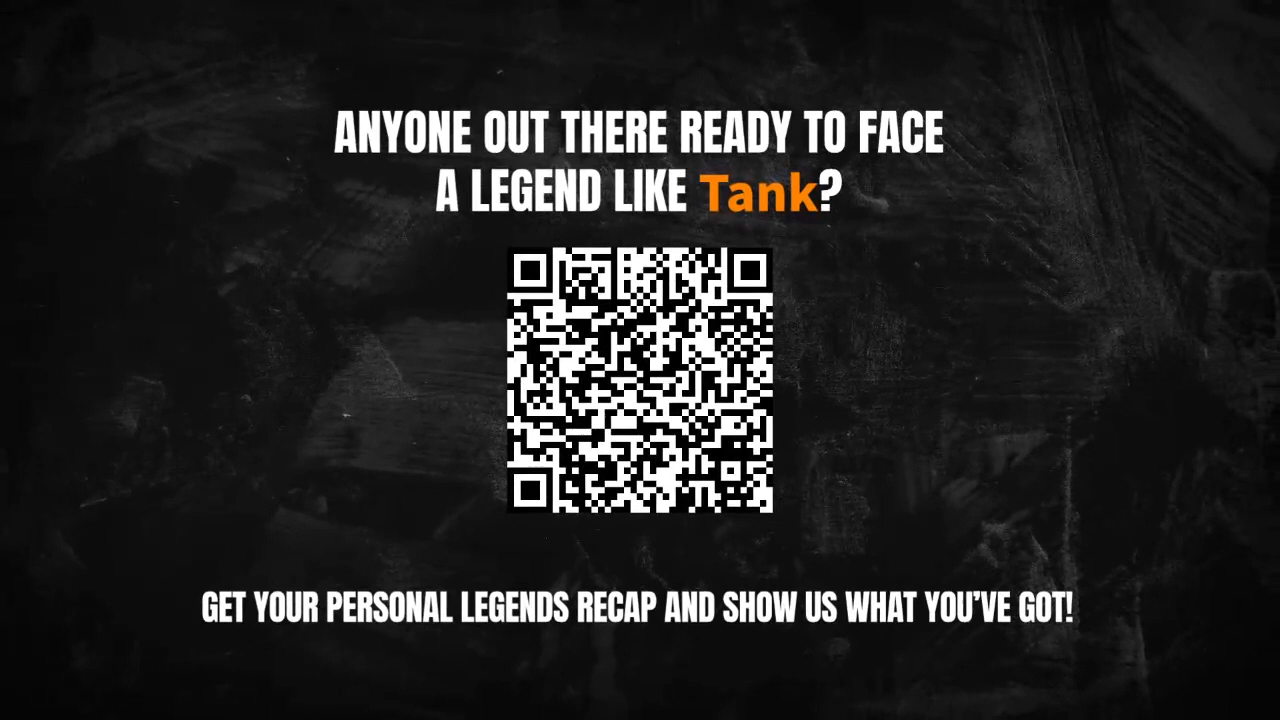 ANYONE OUT THERE READY TO FACE
A LEGEND LIKE Tank?
GET YOUR PERSONAL LEGENDS RECAP AND SHOW US WHAT YOU’VE GOT!